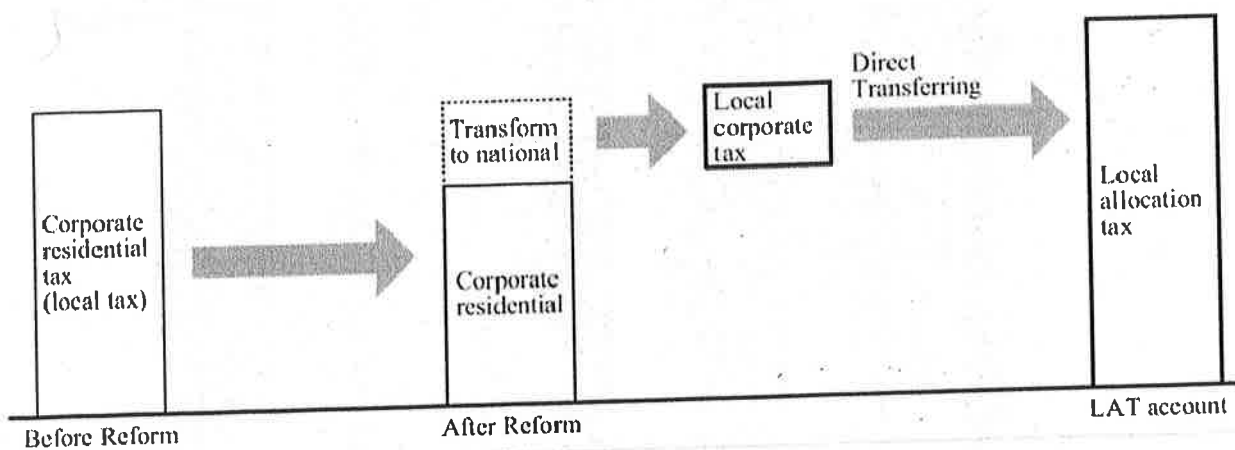 Corporate
residential
tax
(local tax)
Before Reform
Transform
to national
Corporate
residential
After Reform
Local
corporate
tax
Direct
Transferring
Local
allocation
tax
LAT account